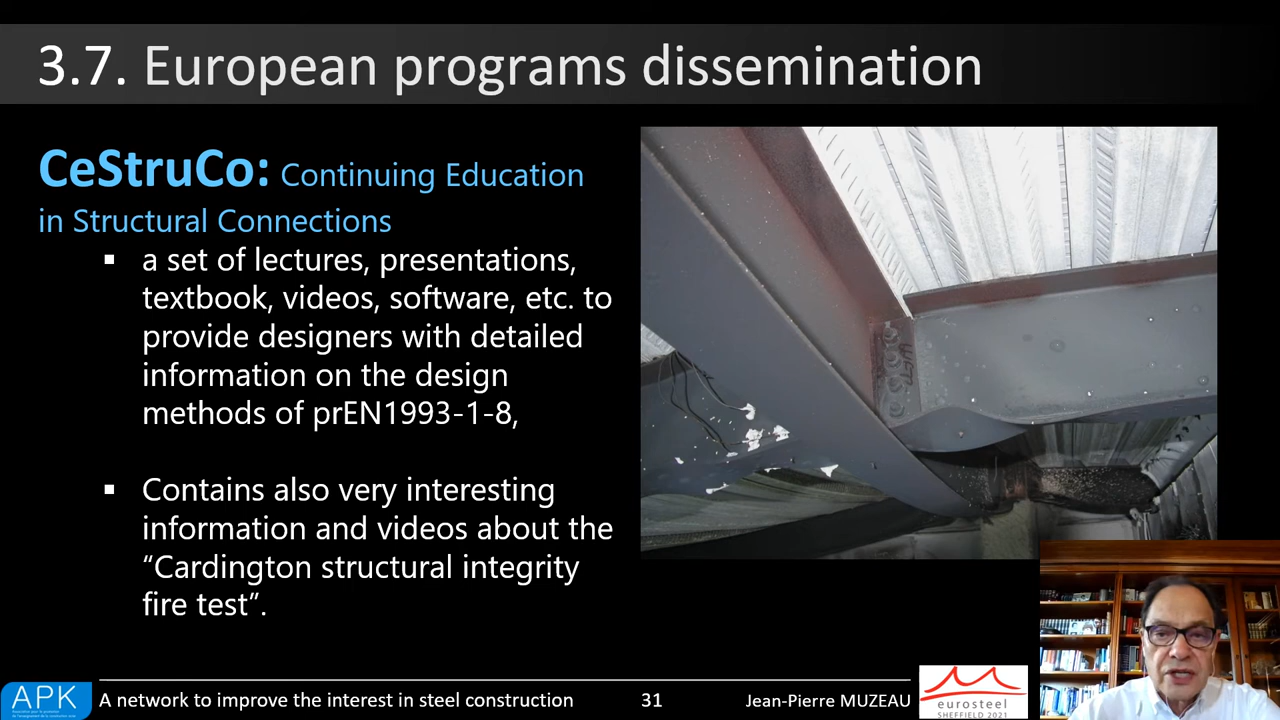 3.7. European programs dissemination
CeStruCo: Continuing Education
in Structural Connections
▪ a set of lectures, presentations,
textbook, videos, software, etc. to
provide designers with detailed
information on the design
methods of prEN1993-1-8,
▪ Contains also very interesting
information and videos about the
“Cardington structural integrity
fire test”.
APK
A network to improve the interest in steel construction
31
Jean-Pierre MUZEAU
eurosteel
SHEFFIELD 2021